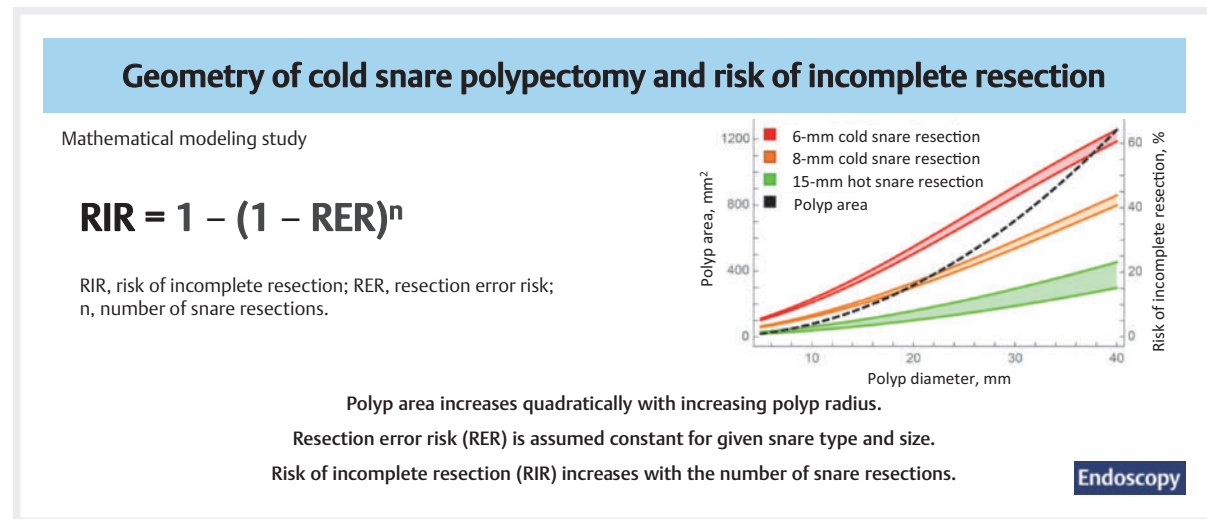 Geometry of cold snare polypectomy and risk of incomplete resection
Mathematical modeling study
RIR = 1 – (1 – RER)ⁿ
RIR, risk of incomplete resection; RER, resection error risk;
n, number of snare resections.
6-mm cold snare resection
8-mm cold snare resection
15-mm hot snare resection
Polyp area
Polyp area, mm²
1200
800
400
0
Risk of incomplete resection, %
60
40
20
0
10
20
30
40
Polyp diameter, mm
Polyp area increases quadratically with increasing polyp radius.
Resection error risk (RER) is assumed constant for given snare type and size.
Risk of incomplete resection (RIR) increases with the number of snare resections.
Endoscopy